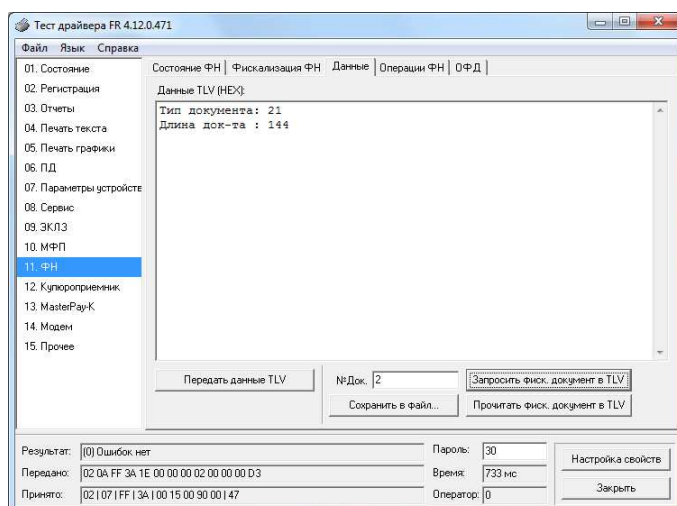 Тест драйвера FR 4.12.0.471
Файл Язык Справка
01. Состояние
02. Регистрация
03. Отчеты
04. Печать текста
05. Печать графики
06. ПД
07. Параметры устройств
08. Сервис
09. ЭКЛЗ
10. МФП
11. ФН
12. Купюроприемник
13. MasterPay-K
14. Модем
15. Прочее
Состояние ФН Фискализация ФН Данные Операции ФН ОФД
Данные TLV (HEX):
Тип документа: 21
Длина док-та : 144
Передать данные TLV
№Док. 2
Запросить фиск. документ в TLV
Сохранить в файл...
Прочитать фиск. документ в TLV
Результат: (0) Ошибок нет
Передано: 02 0A FF 3A 1E 00 00 00 02 00 00 00 D3
Принято: 02 | 07 | FF | 3A | 00 15 00 90 00 | 47
Пароль: 30
Время: 733 мс
Оператор: 0
Настройка свойств
Закрыть